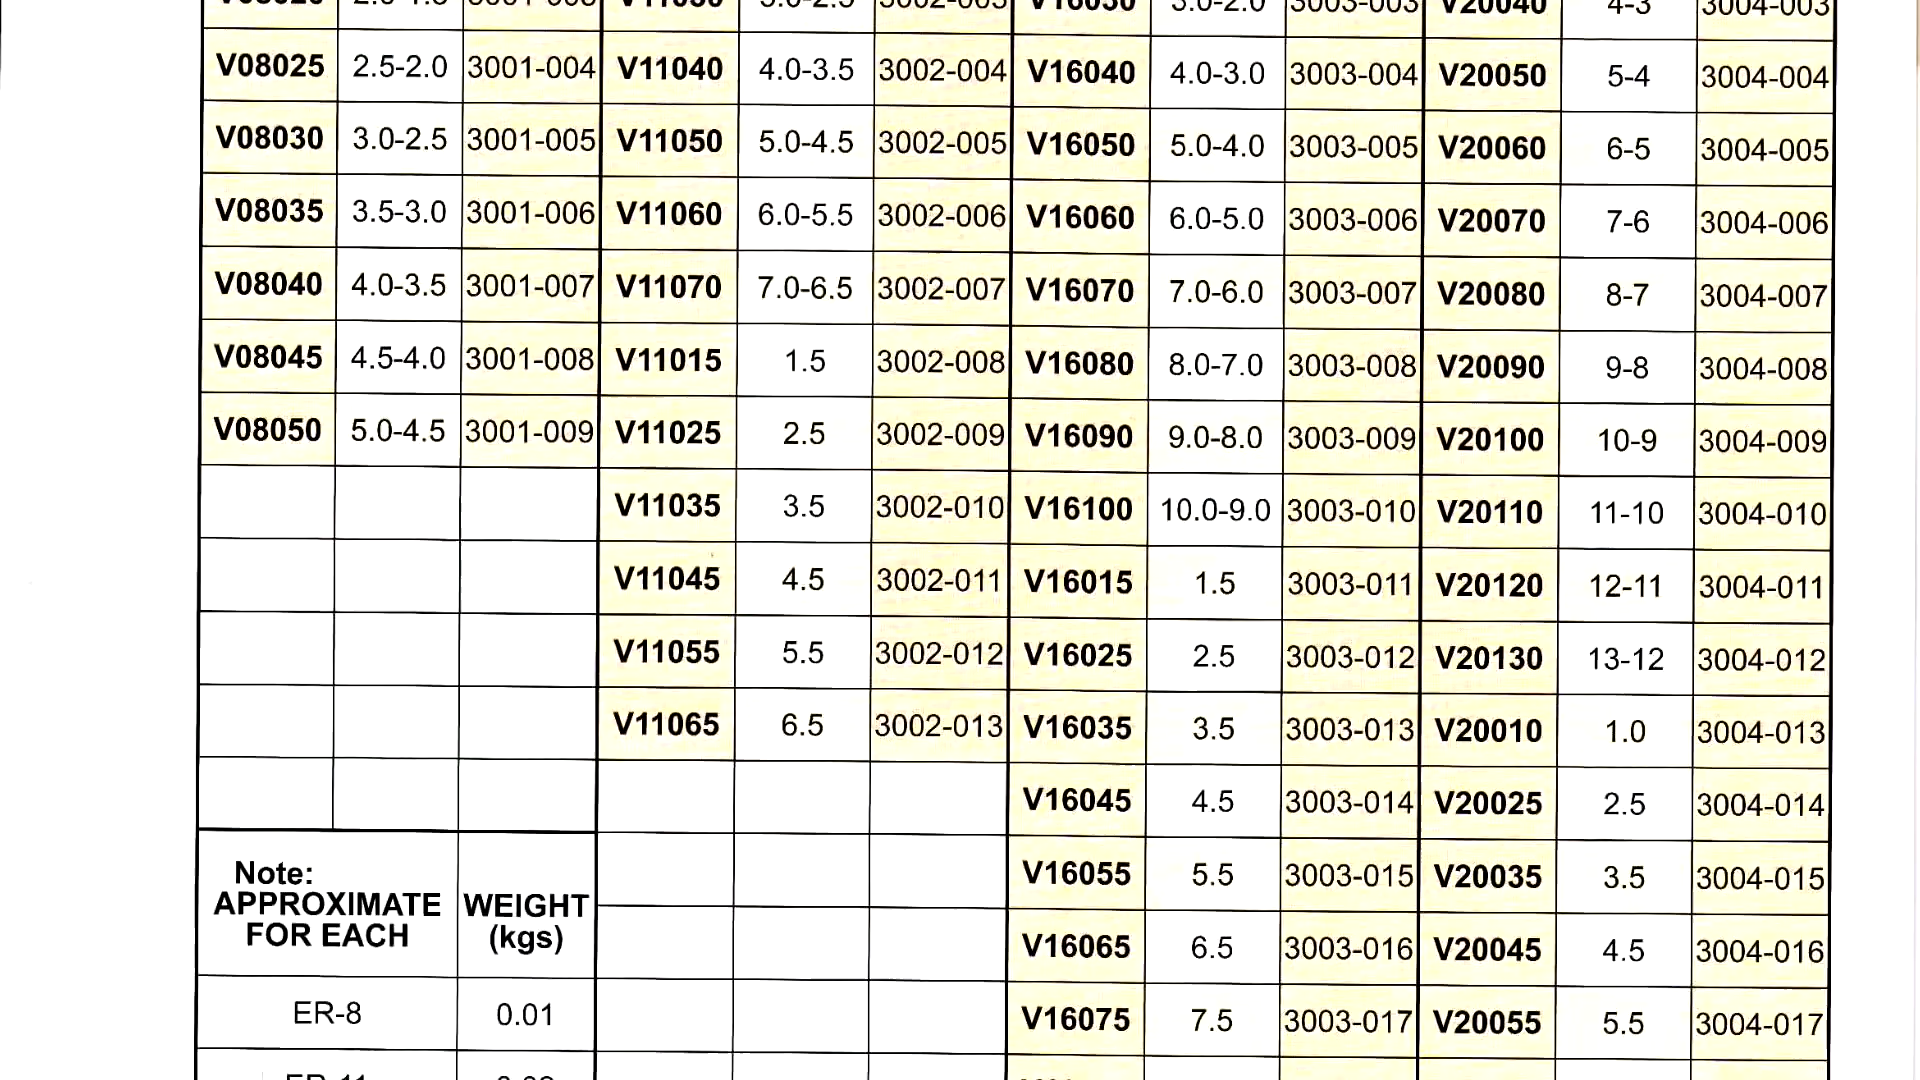 V08025 2.5-2.0 3001-004 V11040 4.0-3.5 3002-004 V16040 4.0-3.0 3003-004 V20050 5-4 3004-004
V08030 3.0-2.5 3001-005 V11050 5.0-4.5 3002-005 V16050 5.0-4.0 3003-005 V20060 6-5 3004-005
V08035 3.5-3.0 3001-006 V11060 6.0-5.5 3002-006 V16060 6.0-5.0 3003-006 V20070 7-6 3004-006
V08040 4.0-3.5 3001-007 V11070 7.0-6.5 3002-007 V16070 7.0-6.0 3003-007 V20080 8-7 3004-007
V08045 4.5-4.0 3001-008 V11015 1.5 3002-008 V16080 8.0-7.0 3003-008 V20090 9-8 3004-008
V08050 5.0-4.5 3001-009 V11025 2.5 3002-009 V16090 9.0-8.0 3003-009 V20100 10-9 3004-009
V11035 3.5 3002-010 V16100 10.0-9.0 3003-010 V20110 11-10 3004-010
V11045 4.5 3002-011 V16015 1.5 3003-011 V20120 12-11 3004-011
V11055 5.5 3002-012 V16025 2.5 3003-012 V20130 13-12 3004-012
V11065 6.5 3002-013 V16035 3.5 3003-013 V20010 1.0 3004-013
V16045 4.5 3003-014 V20025 2.5 3004-014
Note:
APPROXIMATE WEIGHT
FOR EACH (kgs)
V16055 5.5 3003-015 V20035 3.5 3004-015
V16065 6.5 3003-016 V20045 4.5 3004-016
ER-8 0.01 V16075 7.5 3003-017 V20055 5.5 3004-017